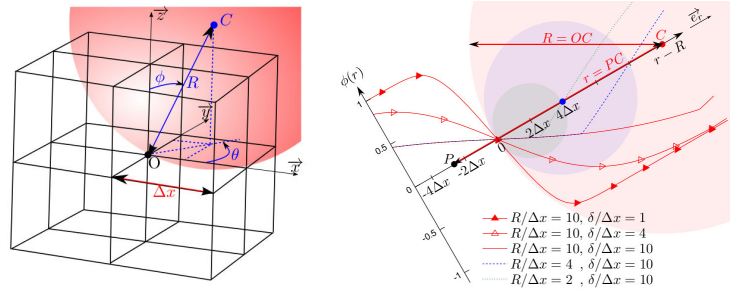 z
C
ϕ
R
y
x
O
θ
Δx
R = OC
e_r
C
r − R
r = PC
ϕ(r)
1
0.5
0
-0.5
-1
P
-4Δx
-2Δx
0
2Δx
4Δx
R/Δx = 10, δ/Δx = 1
R/Δx = 10, δ/Δx = 4
R/Δx = 10, δ/Δx = 10
R/Δx = 4 , δ/Δx = 10
R/Δx = 2 , δ/Δx = 10